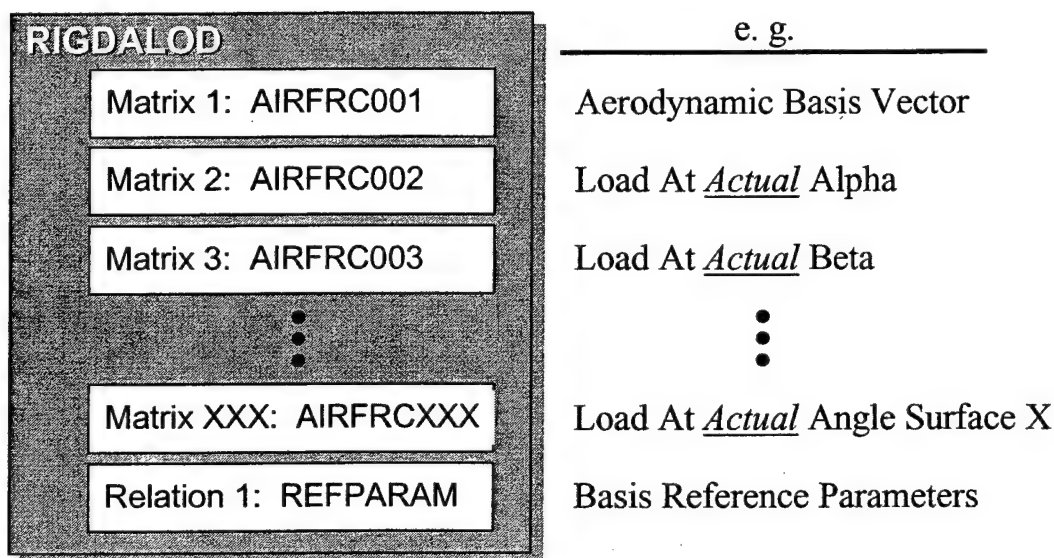 RIGDALOD
e. g.
Matrix 1: AIRFRC001 Aerodynamic Basis Vector
Matrix 2: AIRFRC002 Load At Actual Alpha
Matrix 3: AIRFRC003 Load At Actual Beta
Matrix XXX: AIRFRCXXX Load At Actual Angle Surface X
Relation 1: REFPARAM Basis Reference Parameters